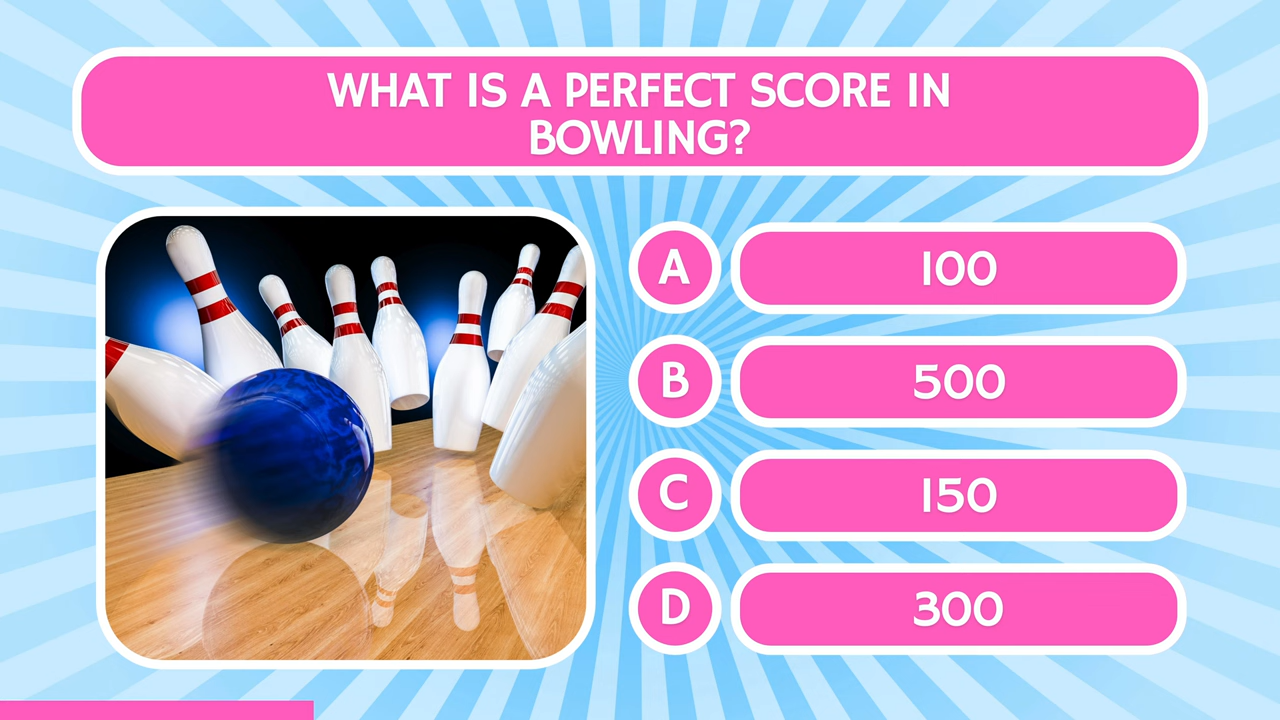 WHAT IS A PERFECT SCORE IN
BOWLING?
A 100
B 500
C 150
D 300